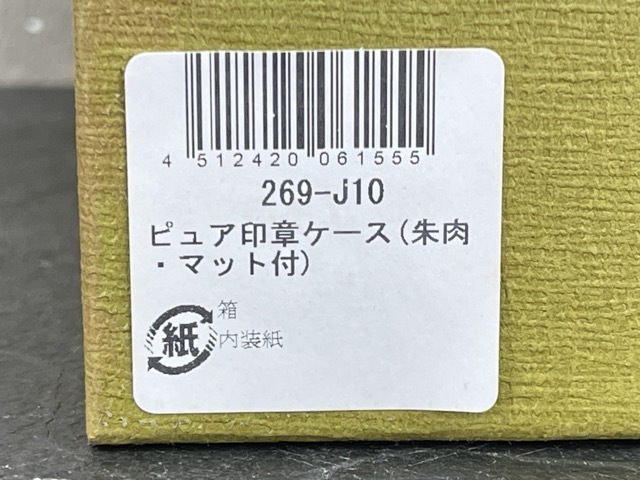 4 512420 061555
269-J10
ピュア印章ケース(朱肉
・マット付)
紙
箱
内装紙